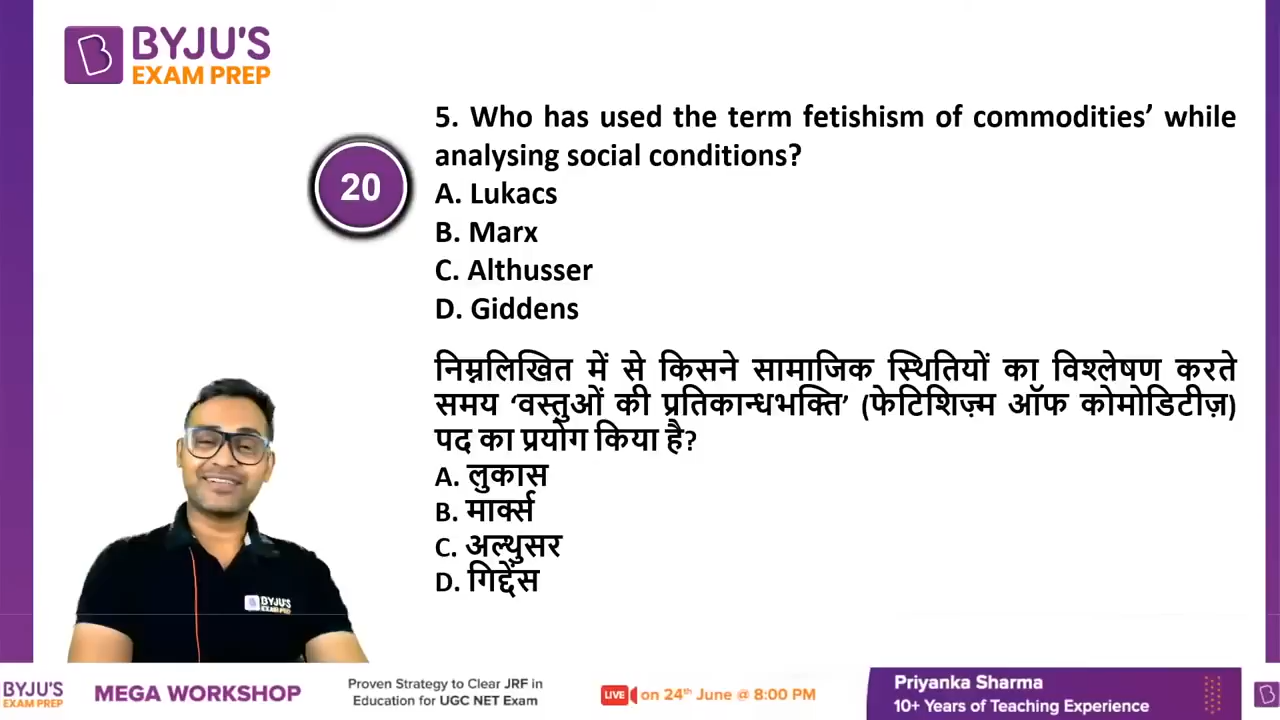 BYJU'S
EXAM PREP
5. Who has used the term fetishism of commodities’ while
analysing social conditions?
20
A. Lukacs
B. Marx
C. Althusser
D. Giddens
निम्नलिखित में से किसने सामाजिक स्थितियों का विश्लेषण करते
समय ‘वस्तुओं की प्रतिकान्धभक्ति’ (फेटिशिज़्म ऑफ कोमोडिटीज़)
पद का प्रयोग किया है?
A. लुकास
B. मार्क्स
C. अल्थुसर
D. गिद्देंस
BYJU'S
EXAM PREP
BYJU'S
EXAM PREP
MEGA WORKSHOP
Proven Strategy to Clear JRF in
Education for UGC NET Exam
LIVE on 24th June @ 8:00 PM
Priyanka Sharma
10+ Years of Teaching Experience